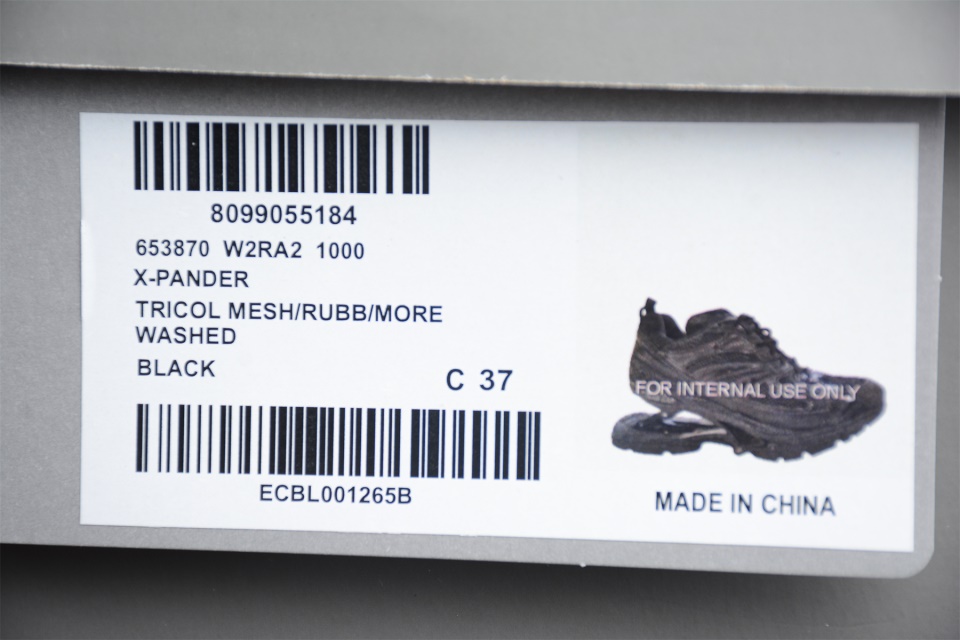 8099055184
653870 W2RA2 1000
X-PANDER
TRICOL MESH/RUBB/MORE
WASHED
BLACK
C 37
ECBL001265B
FOR INTERNAL USE ONLY
MADE IN CHINA